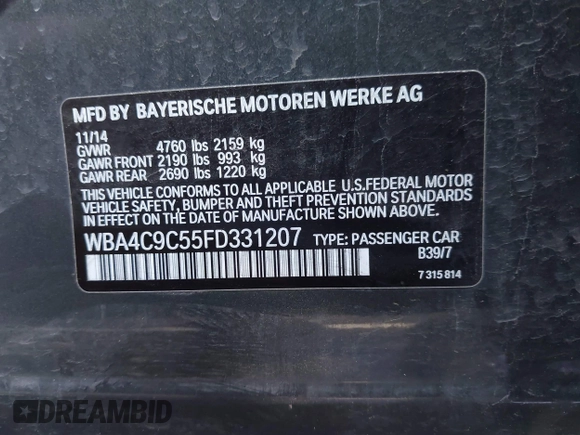 MFD BY BAYERISCHE MOTOREN WERKE AG
11/14
GVWR 4760 lbs 2159 kg
GAWR FRONT 2190 lbs 993 kg
GAWR REAR 2690 lbs 1220 kg
THIS VEHICLE CONFORMS TO ALL APPLICABLE U.S.FEDERAL MOTOR
VEHICLE SAFETY, BUMPER AND THEFT PREVENTION STANDARDS
IN EFFECT ON THE DATE OF MANUFACTURE SHOWN ABOVE.
WBA4C9C55FD331207 TYPE: PASSENGER CAR
B39/7
7 315 814
DREAMBID